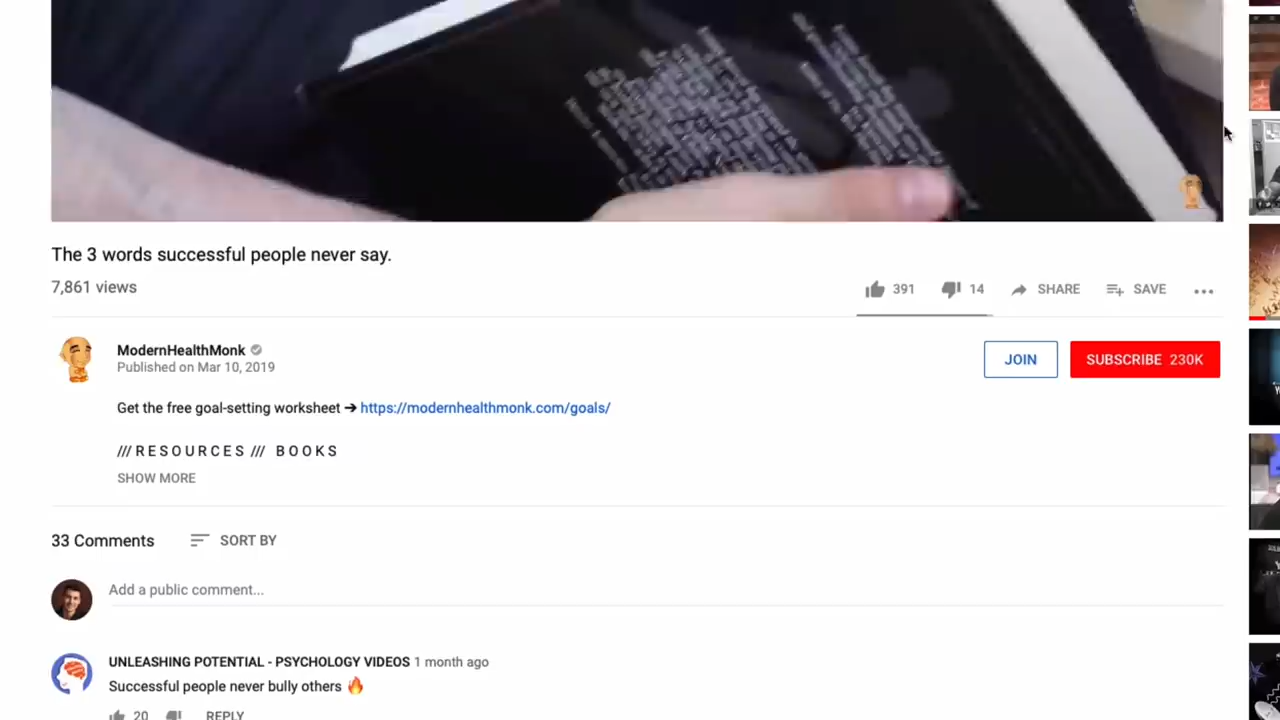 The 3 words successful people never say.
7,861 views
391
14
SHARE
SAVE
ModernHealthMonk
Published on Mar 10, 2019
JOIN
SUBSCRIBE 230K
Get the free goal-setting worksheet ➔ https://modernhealthmonk.com/goals/
/// R E S O U R C E S /// B O O K S
SHOW MORE
33 Comments
SORT BY
Add a public comment...
UNLEASHING POTENTIAL - PSYCHOLOGY VIDEOS 1 month ago
Successful people never bully others 🔥
20
REPLY